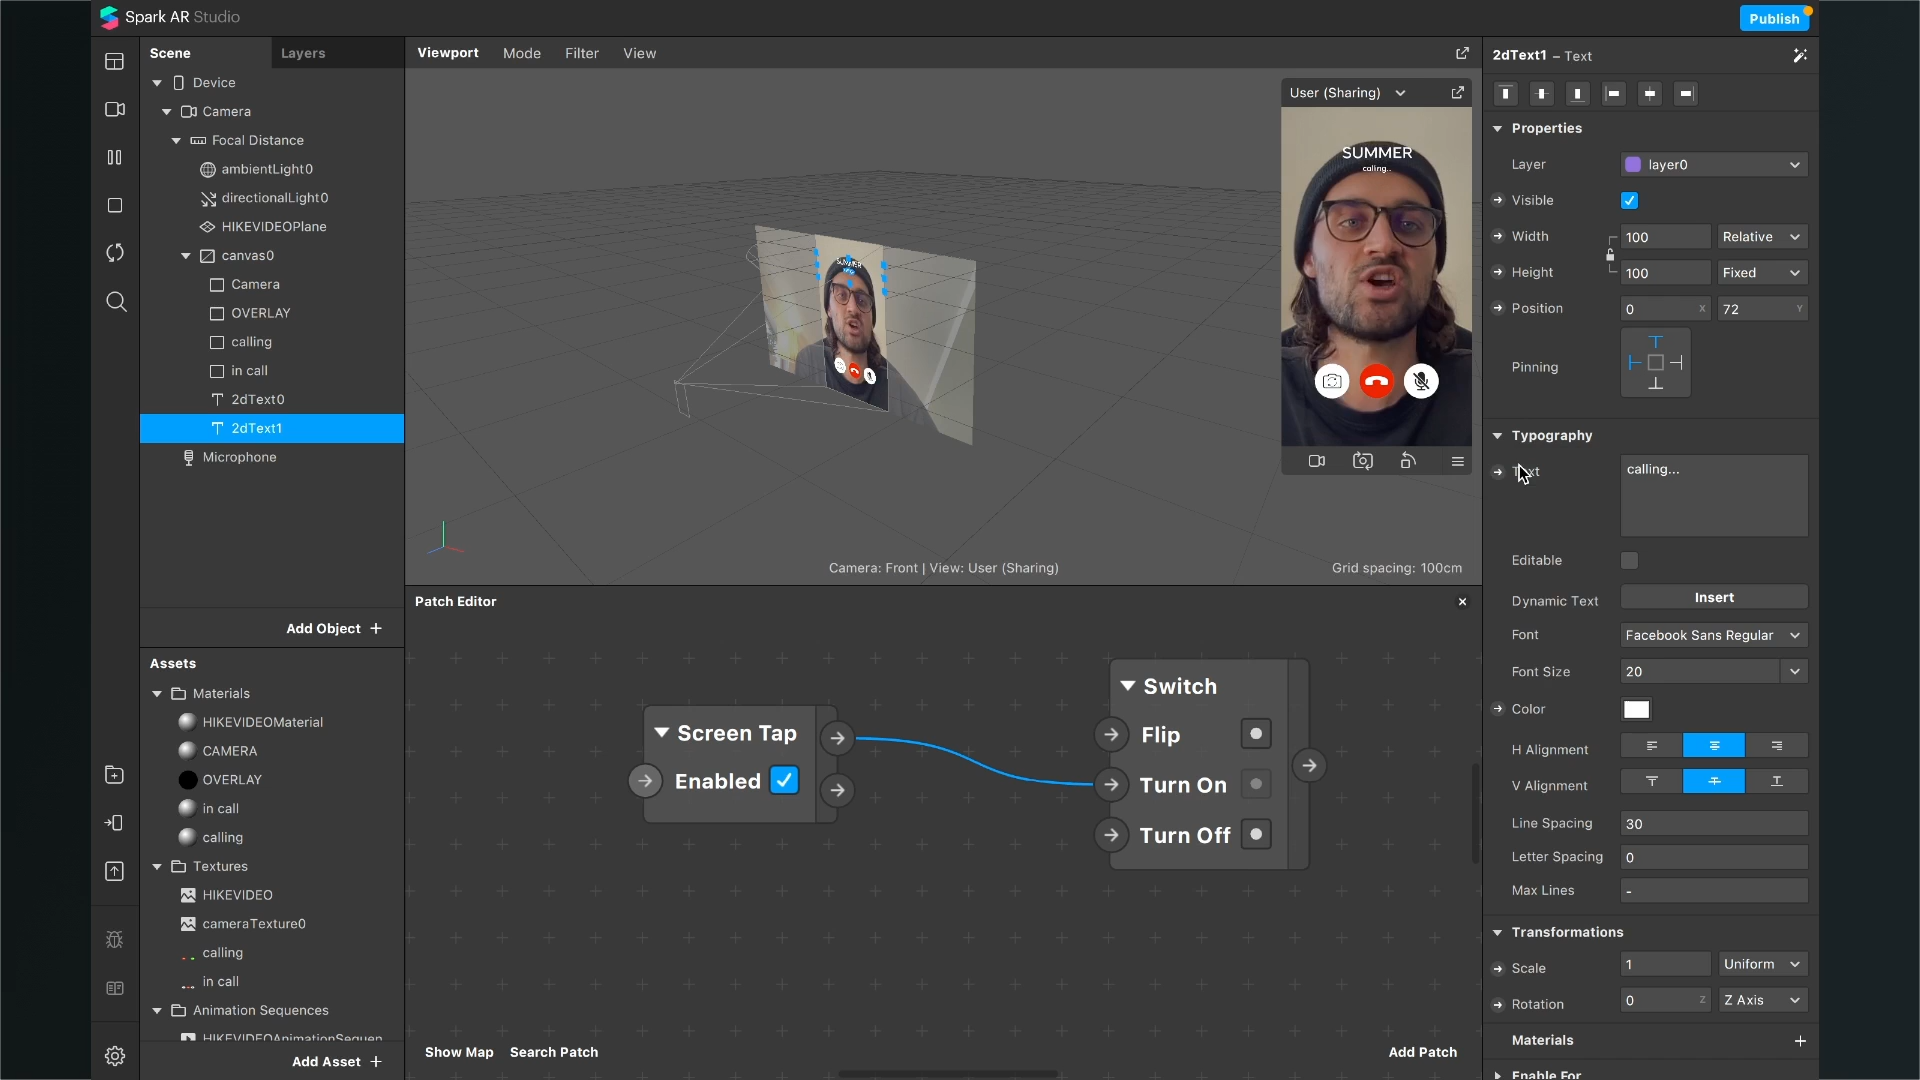 Spark AR Studio
Publish
Scene
Layers
Device
Camera
Focal Distance
ambientLight0
directionalLight0
HIKEVIDEOPlane
canvas0
Camera
OVERLAY
calling
in call
2dText0
2dText1
Microphone
Add Object +
Assets
Materials
HIKEVIDEOMaterial
CAMERA
OVERLAY
in call
calling
Textures
HIKEVIDEO
cameraTexture0
calling
in call
Animation Sequences
HIKEVIDEOAnimationSequen
Add Asset +
Viewport Mode Filter View
SUMMER
User (Sharing)
SUMMER
calling..
Camera: Front | View: User (Sharing)
Grid spacing: 100cm
Patch Editor
Screen Tap
Enabled
Switch
Flip
Turn On
Turn Off
Show Map
Search Patch
Add Patch
2dText1 – Text
Properties
Layer layer0
Visible
Width 100 Relative
Height 100 Fixed
Position 0 X 72 Y
Pinning
Typography
calling...
Editable
Dynamic Text Insert
Font Facebook Sans Regular
Font Size 20
Color
H Alignment
V Alignment
Line Spacing 30
Letter Spacing 0
Max Lines -
Transformations
Scale 1 Uniform
Rotation 0 Z Z Axis
Materials +
Enable For